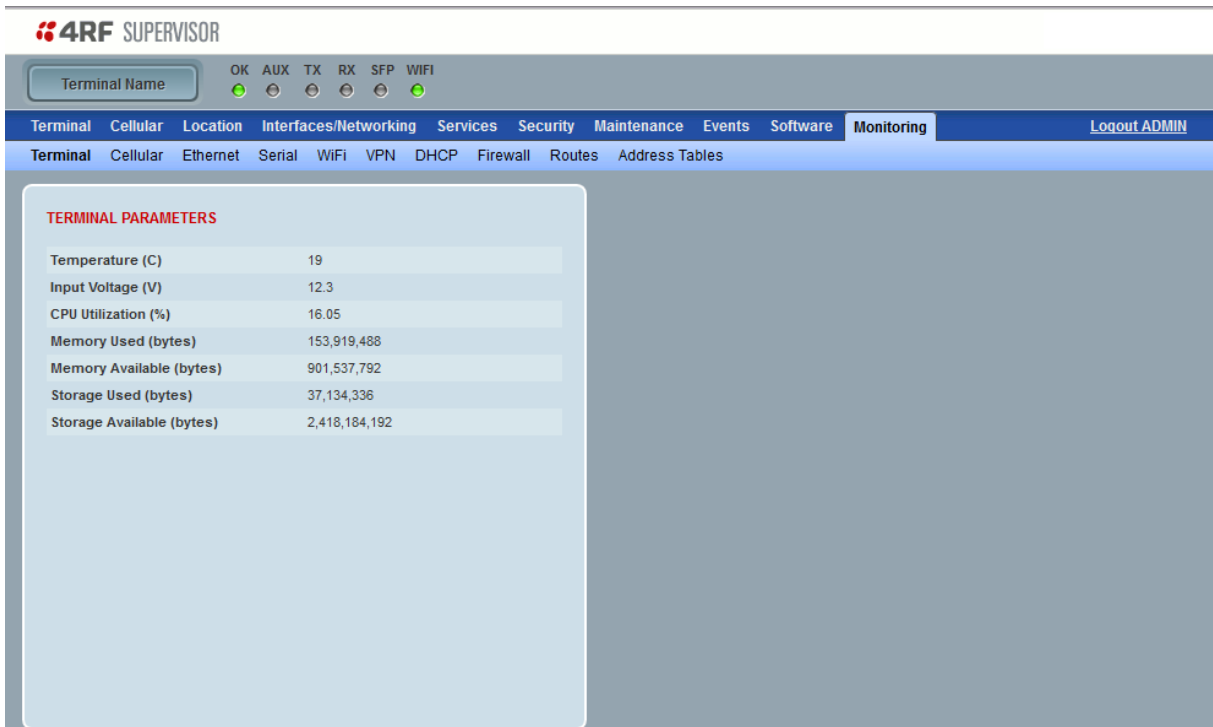 4RF SUPERVISOR
Terminal Name OK AUX TX RX SFP WIFI
Terminal Cellular Location Interfaces/Networking Services Security Maintenance Events Software Monitoring Logout ADMIN
Terminal Cellular Ethernet Serial WiFi VPN DHCP Firewall Routes Address Tables
TERMINAL PARAMETERS
Temperature (C) 19
Input Voltage (V) 12.3
CPU Utilization (%) 16.05
Memory Used (bytes) 153,919,488
Memory Available (bytes) 901,537,792
Storage Used (bytes) 37,134,336
Storage Available (bytes) 2,418,184,192